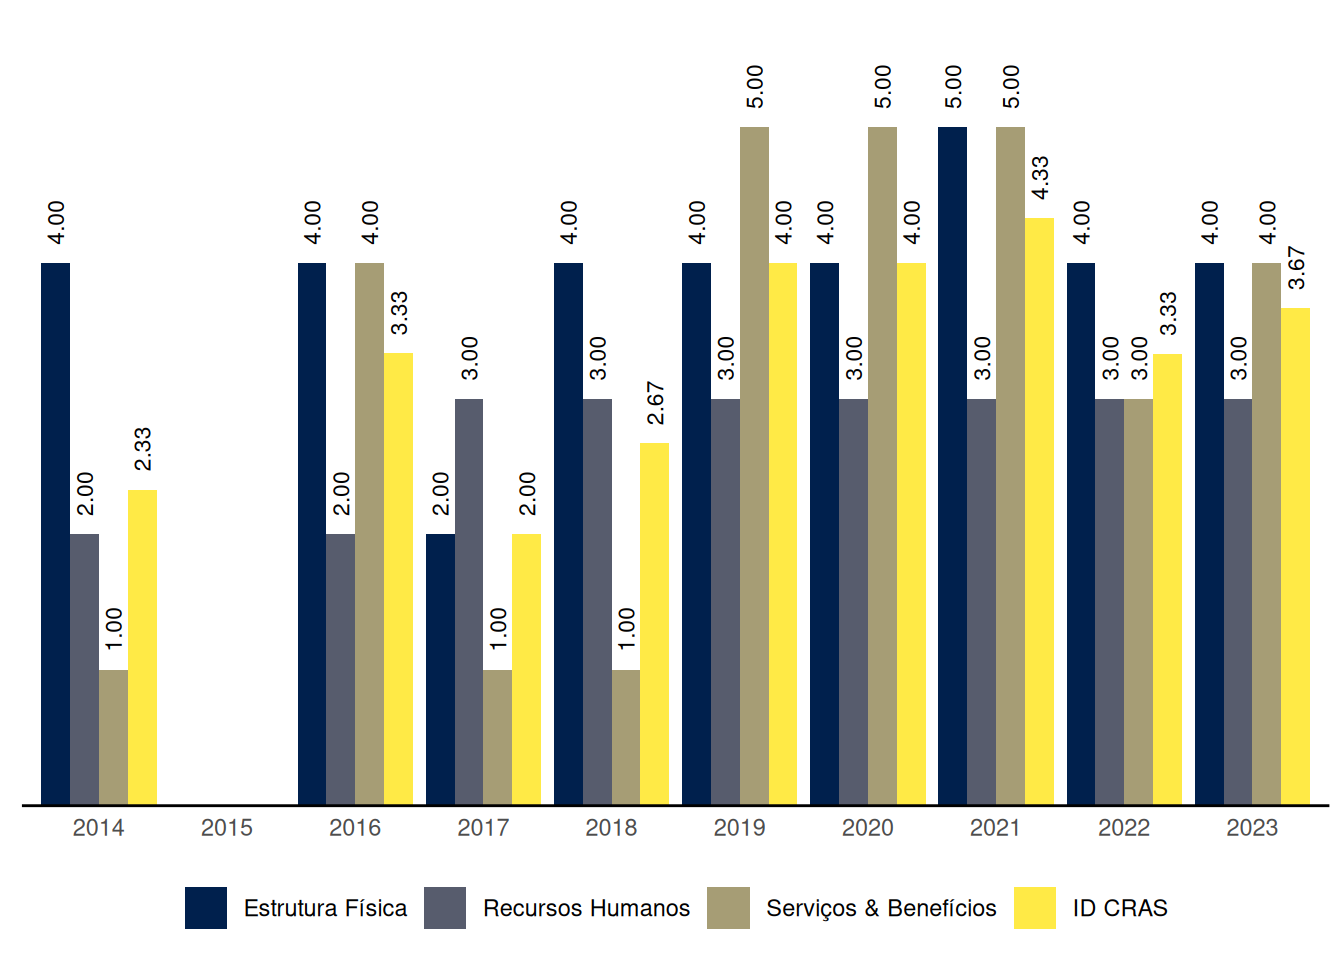 5.00 5.00 5.00 5.00
4.33
4.00 4.00 4.00 4.00 4.00 4.00 4.00 4.00 4.00 4.00 4.00
3.67
3.33 3.33
3.00 3.00 3.00 3.00 3.00 3.00 3.00 3.00
2.67
2.33
2.00 2.00 2.00 2.00
1.00 1.00 1.00
2014 2015 2016 2017 2018 2019 2020 2021 2022 2023
Estrutura Física Recursos Humanos Serviços & Benefícios ID CRAS